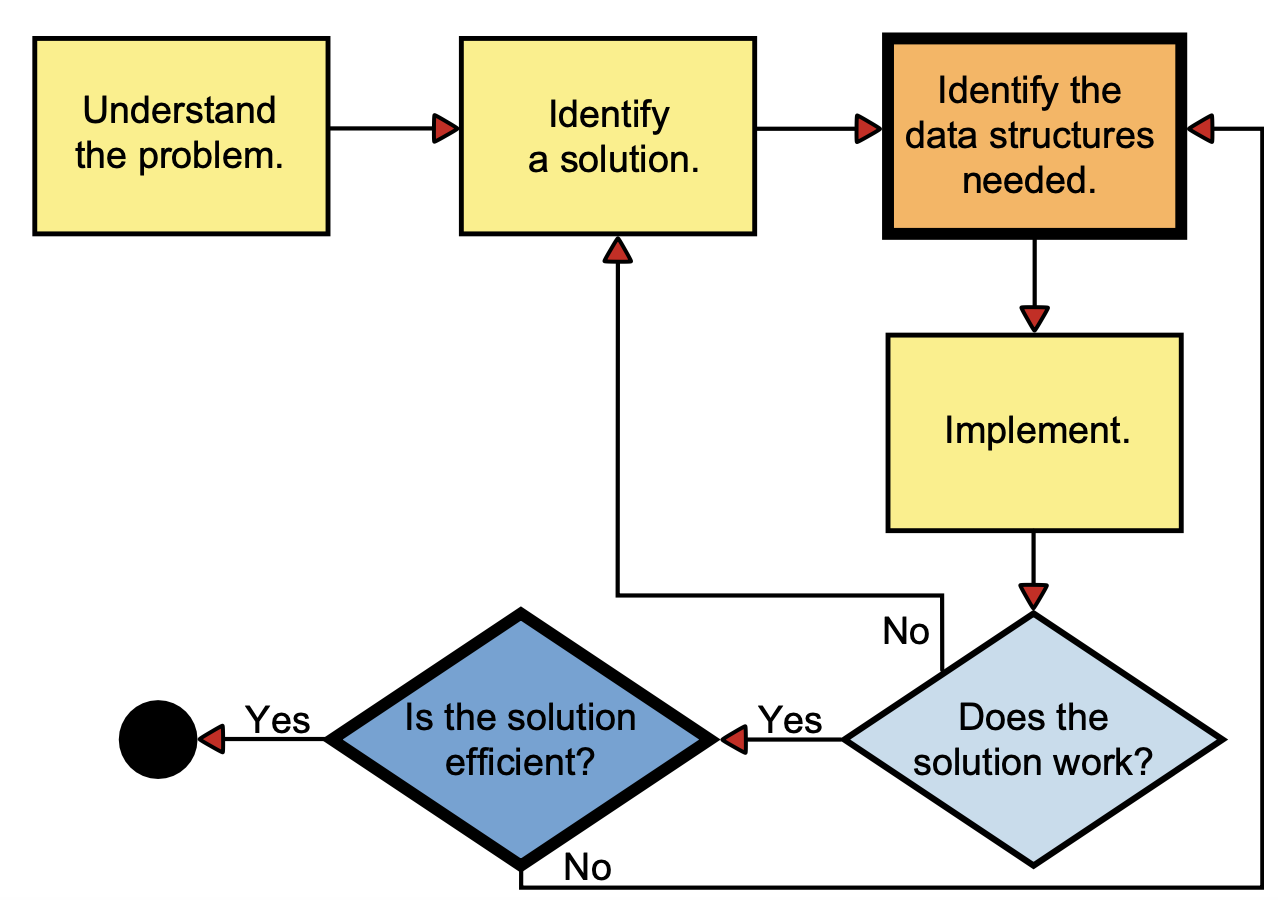 Understand
the problem.
Identify
a solution.
Identify the
data structures
needed.
Implement.
No
Does the
solution work?
Yes
Is the solution
efficient?
Yes
No